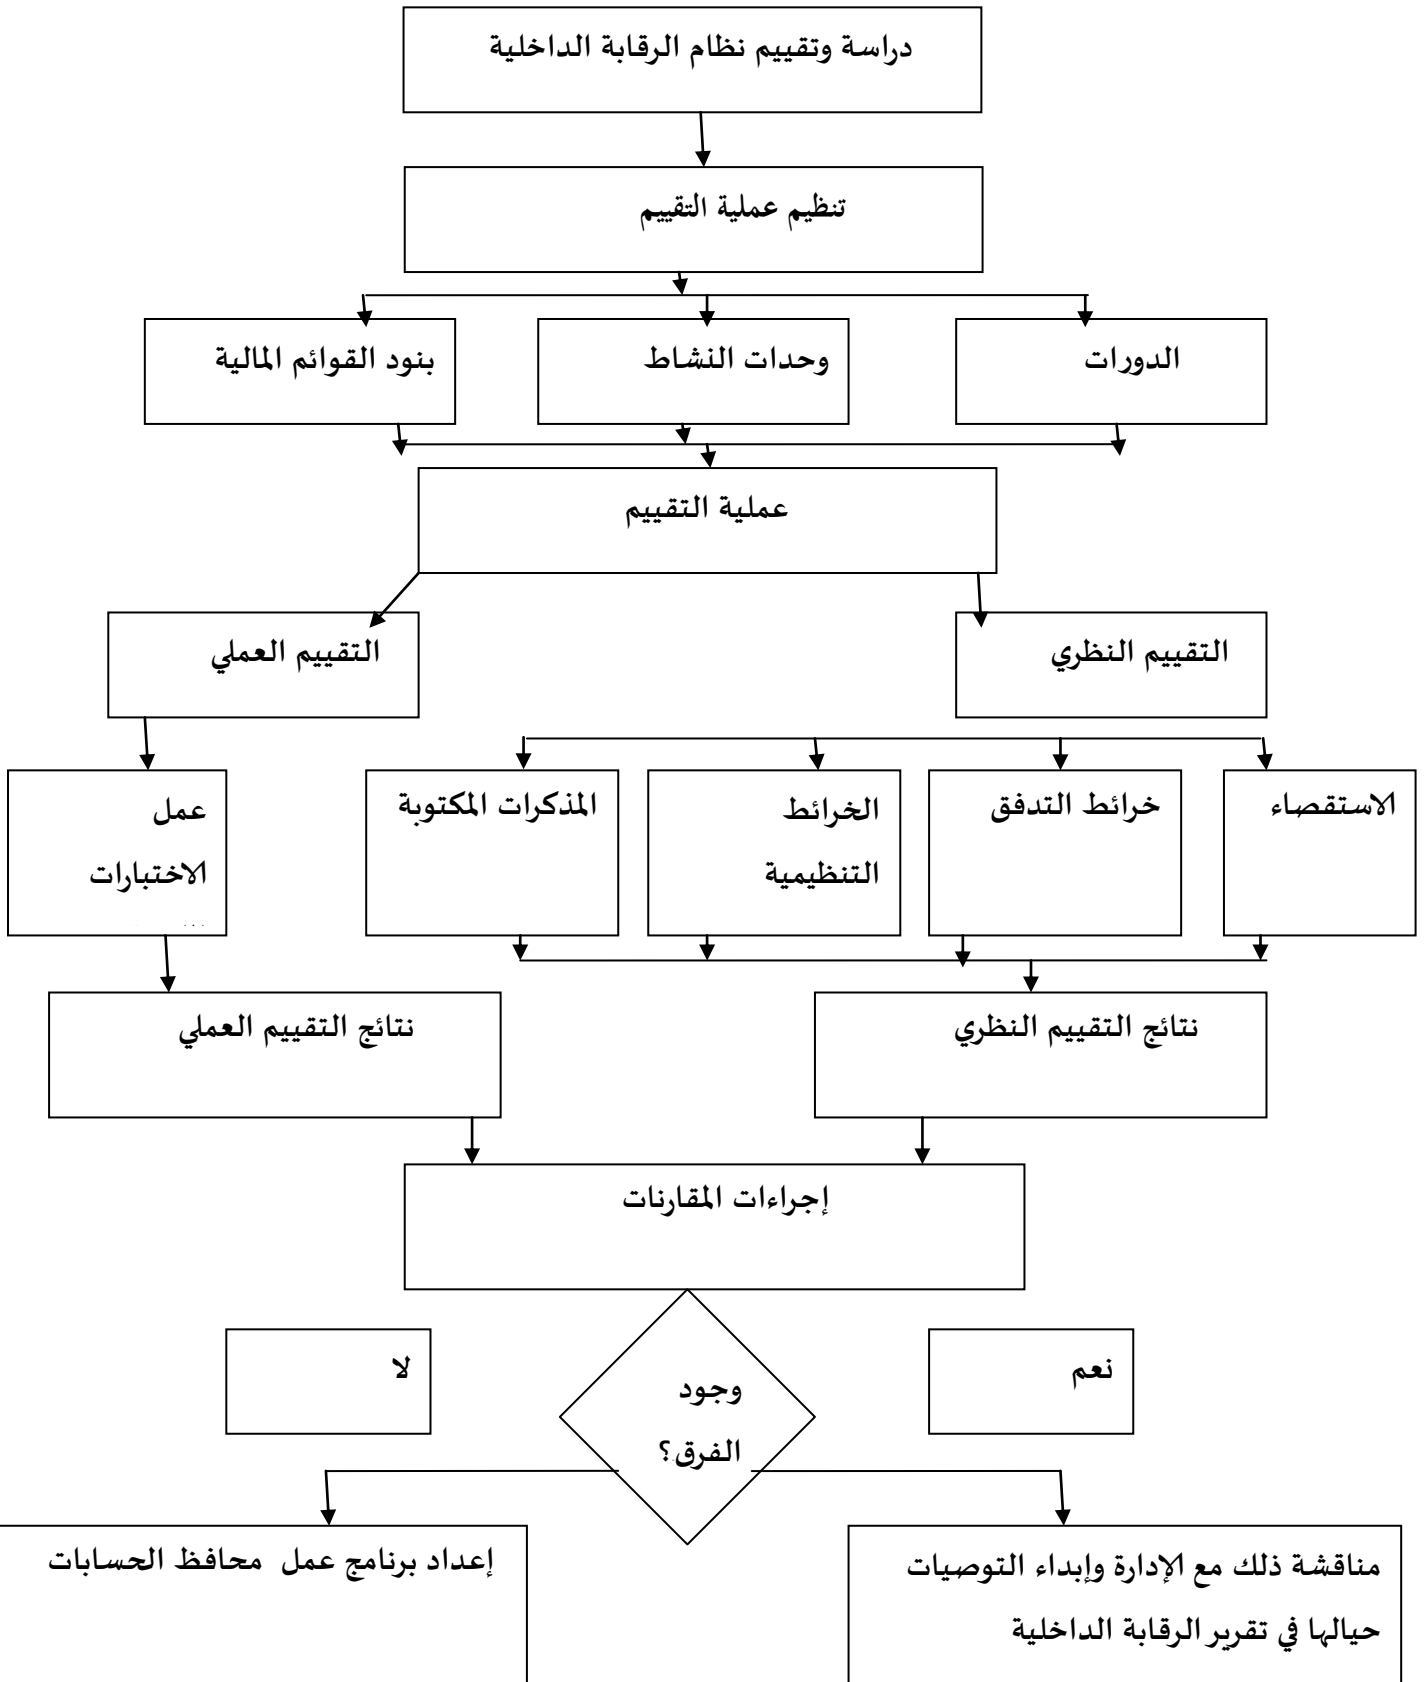 دراسة وتقييم نظام الرقابة الداخلية
تنظيم عملية التقييم
الدورات
وحدات النشاط
بنود القوائم المالية
عملية التقييم
التقييم النظري
التقييم العملي
الاستقصاء
خرائط التدفق
الخرائط
التنظيمية
المذكرات المكتوبة
عمل
الاختبارات
نتائج التقييم النظري
نتائج التقييم العملي
إجراءات المقارنات
نعم
وجود
الفرق؟
لا
مناقشة ذلك مع الإدارة وإبداء التوصيات
حيالها في تقرير الرقابة الداخلية
إعداد برنامج عمل محافظ الحسابات